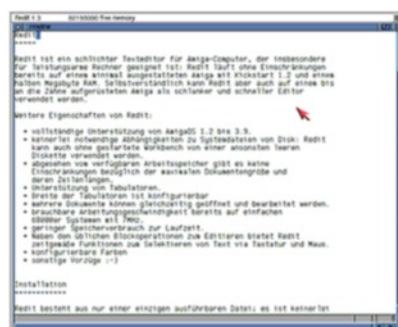 Redit 1.3
Redit
=====
Redit ist ein schlichter Texteditor für Amiga-Computer, der insbesondere
für leistungsarme Rechner geeignet ist: Redit läuft ohne Einschränkungen
bereits auf einem minimal ausgestatteten Amiga mit Kickstart 1.2 und einem
halben Megabyte RAM. Selbstverständlich kann Redit aber auch auf einem bis
an die Zähne aufgerüsteten Amiga als schlanker und schneller Editor
verwendet werden.
Weitere Eigenschaften von Redit:
* vollständige Unterstützung von AmigaOS 1.2 bis 3.9.
* keinerlei notwendige Abhängigkeiten zu Systemdateien von Disk: Redit
kann auch ohne gestartete Workbench von einer ansonsten leeren
Diskette verwendet werden.
* abgesehen vom verfügbaren Arbeitsspeicher gibt es keine
Einschränkungen bezüglich der maximalen Dokumentengröße und
deren Zeilenlängen.
* Unterstützung von Tabulatoren.
* Breite der Tabulatoren ist konfigurierbar
* mehrere Dokumente können gleichzeitig geöffnet und bearbeitet werden.
* brauchbare Arbeitungsgeschwindigkeit bereits auf einfachen
68000er Systemen mit 7MHz.
* geringer Speicherverbrauch zur Laufzeit.
* Neben den üblichen Blockoperationen zum Editieren bietet Redit
zeitgemäße Funktionen zum Selektieren von Text via Tastatur und Maus.
* konfigurierbare Farben
* sonstige Vorzüge :-)
Installation
============
Redit besteht aus nur einer einzigen ausführbaren Datei; es ist keinerlei